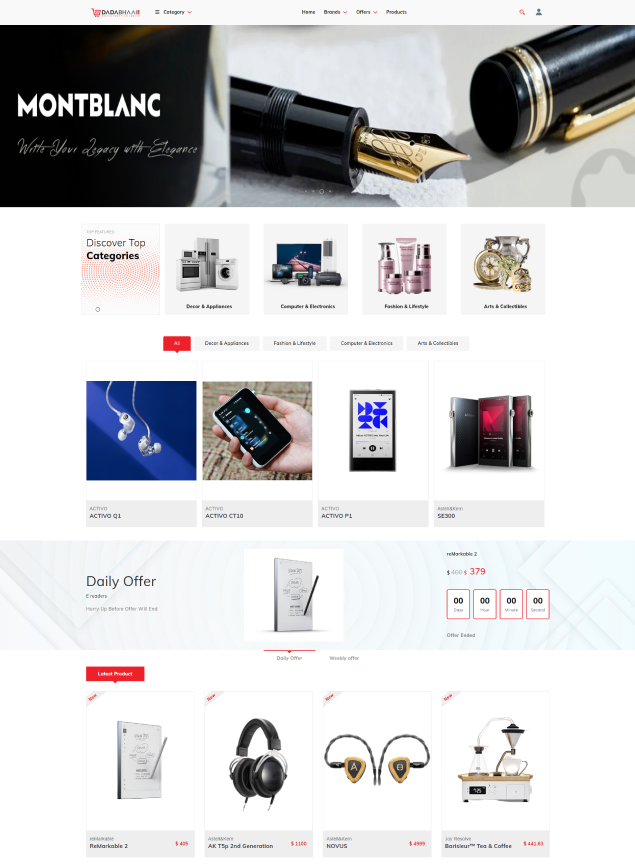 DADABHAAI
Category
Home
Brands
Offers
Products
MONTBLANC
Write Your Legacy with Elegance
TOP FEATURED
Discover Top
Categories
Decor & Appliances
Computer & Electronics
Fashion & Lifestyle
Arts & Collectibles
All
Decor & Appliances
Fashion & Lifestyle
Computer & Electronics
Arts & Collectibles
ACTIVO
ACTIVO Q1
ACTIVO
ACTIVO CT10
ACTIVO
ACTIVO P1
Astell&Kern
SE300
Daily Offer
E readers
Hurry Up Before Offer Will End
reMarkable 2
$ 400 $ 379
00
Days
00
Hour
00
Minute
00
Second
Offer Ended
Daily Offer
Weekly offer
Latest Product
New
New
New
New
reMarkable
ReMarkable 2
$ 405
Astell&Kern
AK T5p 2nd Generation
$ 1100
Astell&Kern
NOVUS
$ 4999
Joy Resolve
Barisieur™ Tea & Coffee
$ 441.63